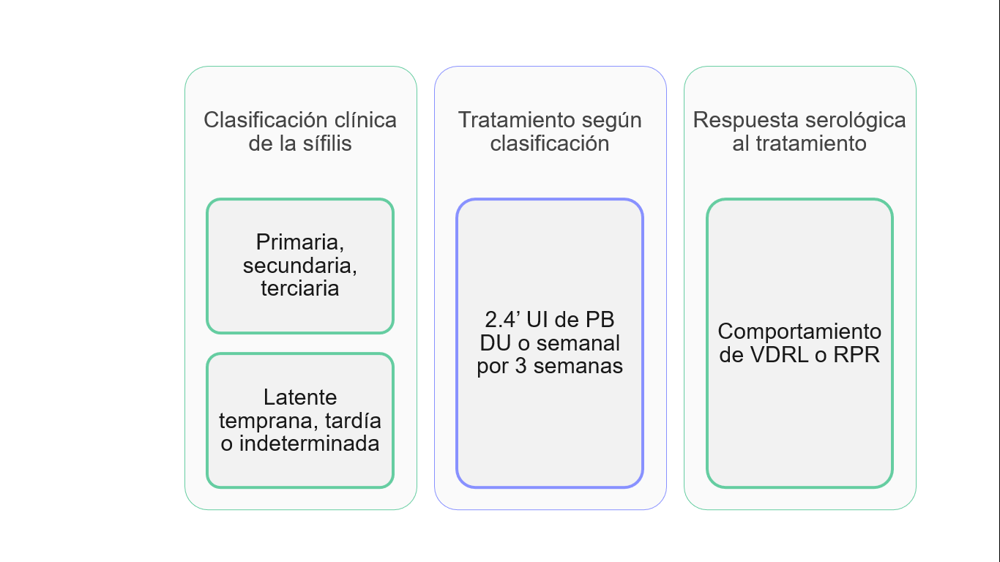 Clasificación clínica
de la sífilis
Primaria,
secundaria,
terciaria
Latente
temprana, tardía
o indeterminada
Tratamiento según
clasificación
2.4’ UI de PB
DU o semanal
por 3 semanas
Respuesta serológica
al tratamiento
Comportamiento
de VDRL o RPR